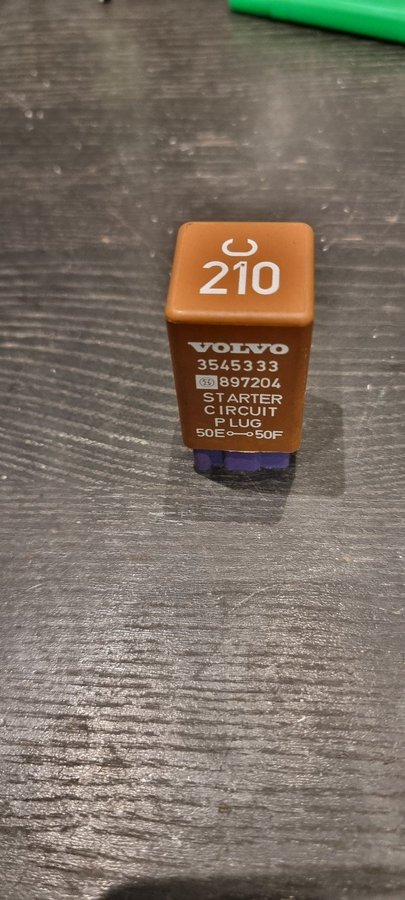 210
VOLVO
3545333
897204
STARTER
CIRCUIT
PLUG
50E 50F